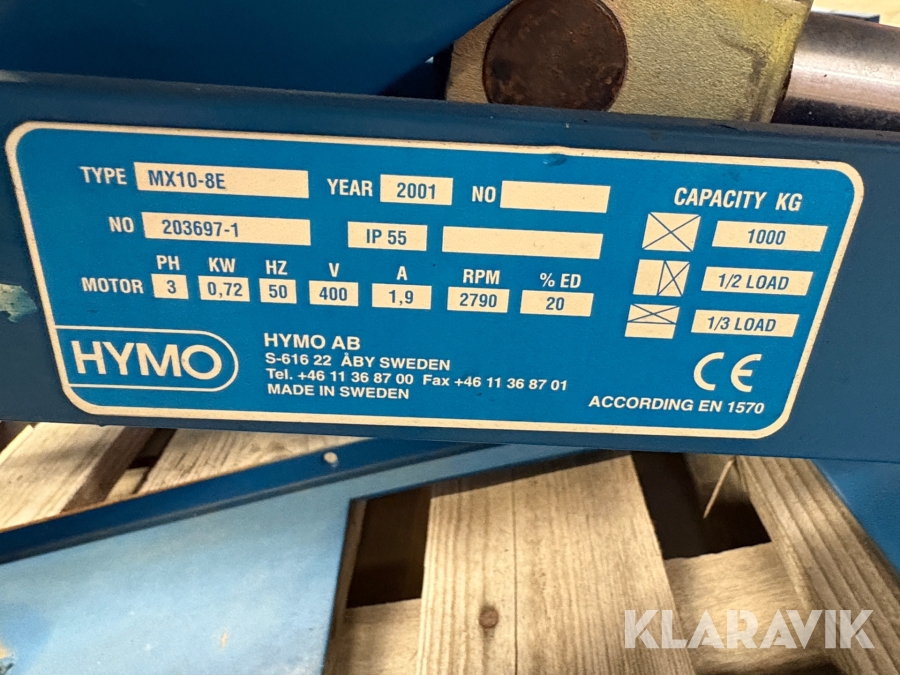 TYPE MX10-8E YEAR 2001 NO
NO 203697-1 IP 55
MOTOR PH 3 KW 0,72 HZ 50 V 400 A 1,9 RPM 2790 % ED 20
CAPACITY KG
1000
1/2 LOAD
1/3 LOAD
HYMO
HYMO AB
S-616 22 ÅBY SWEDEN
Tel. +46 11 36 87 00 Fax +46 11 36 87 01
MADE IN SWEDEN
CE
ACCORDING EN 1570
KLARAVIK